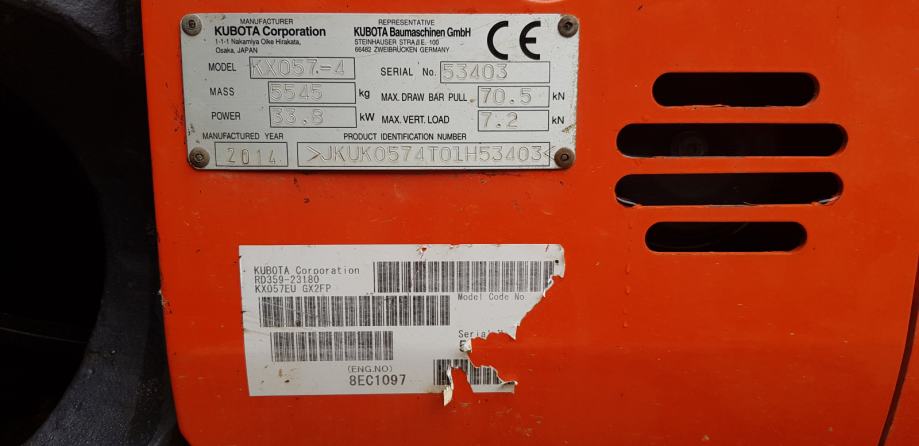 MANUFACTURER
KUBOTA Corporation
1-1-1 Nakamiya Oike Hirakata,
Osaka, JAPAN
REPRESENTATIVE
KUBOTA Baumaschinen GmbH
STEINHAUSER STRAßE 100
66482 ZWEIBRÜCKEN GERMANY
CE
MODEL KX057-4
SERIAL No. 53403
MASS 5545 kg
MAX. DRAW BAR PULL 70.5 kN
POWER 33.8 kW
MAX. VERT. LOAD 7.2 kN
MANUFACTURED YEAR
2014
PRODUCT IDENTIFICATION NUMBER
>JKUK0574T01H53403<
KUBOTA Corporation
RD359-23180
KX057EU GX2FP
Model Code No
Serial
(ENG.NO)
8EC1097